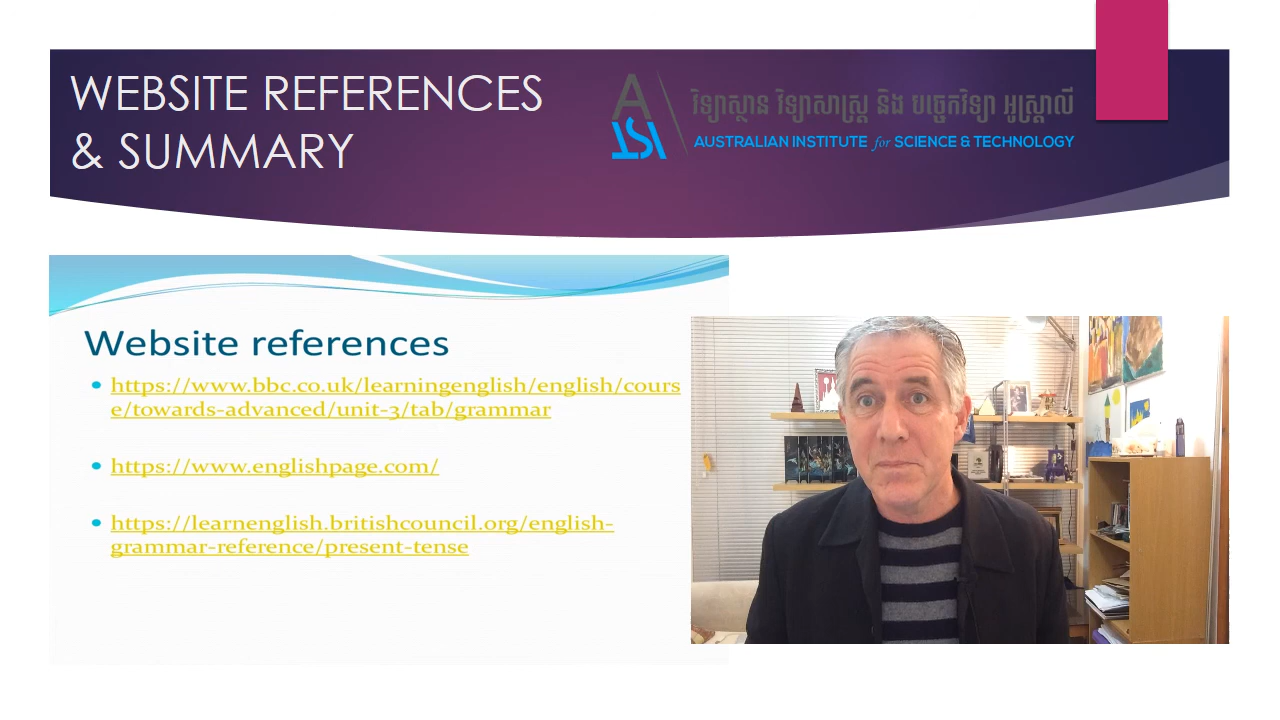 WEBSITE REFERENCES
& SUMMARY
វិទ្យាស្ថាន វិទ្យាសាស្ត្រ និង បច្ចេកវិទ្យា អូស្ត្រាលី
AISI
AUSTRALIAN INSTITUTE for SCIENCE & TECHNOLOGY
Website references
https://www.bbc.co.uk/learningenglish/english/cours
e/towards-advanced/unit-3/tab/grammar
https://www.englishpage.com/
https://learnenglish.britishcouncil.org/english-
grammar-reference/present-tense